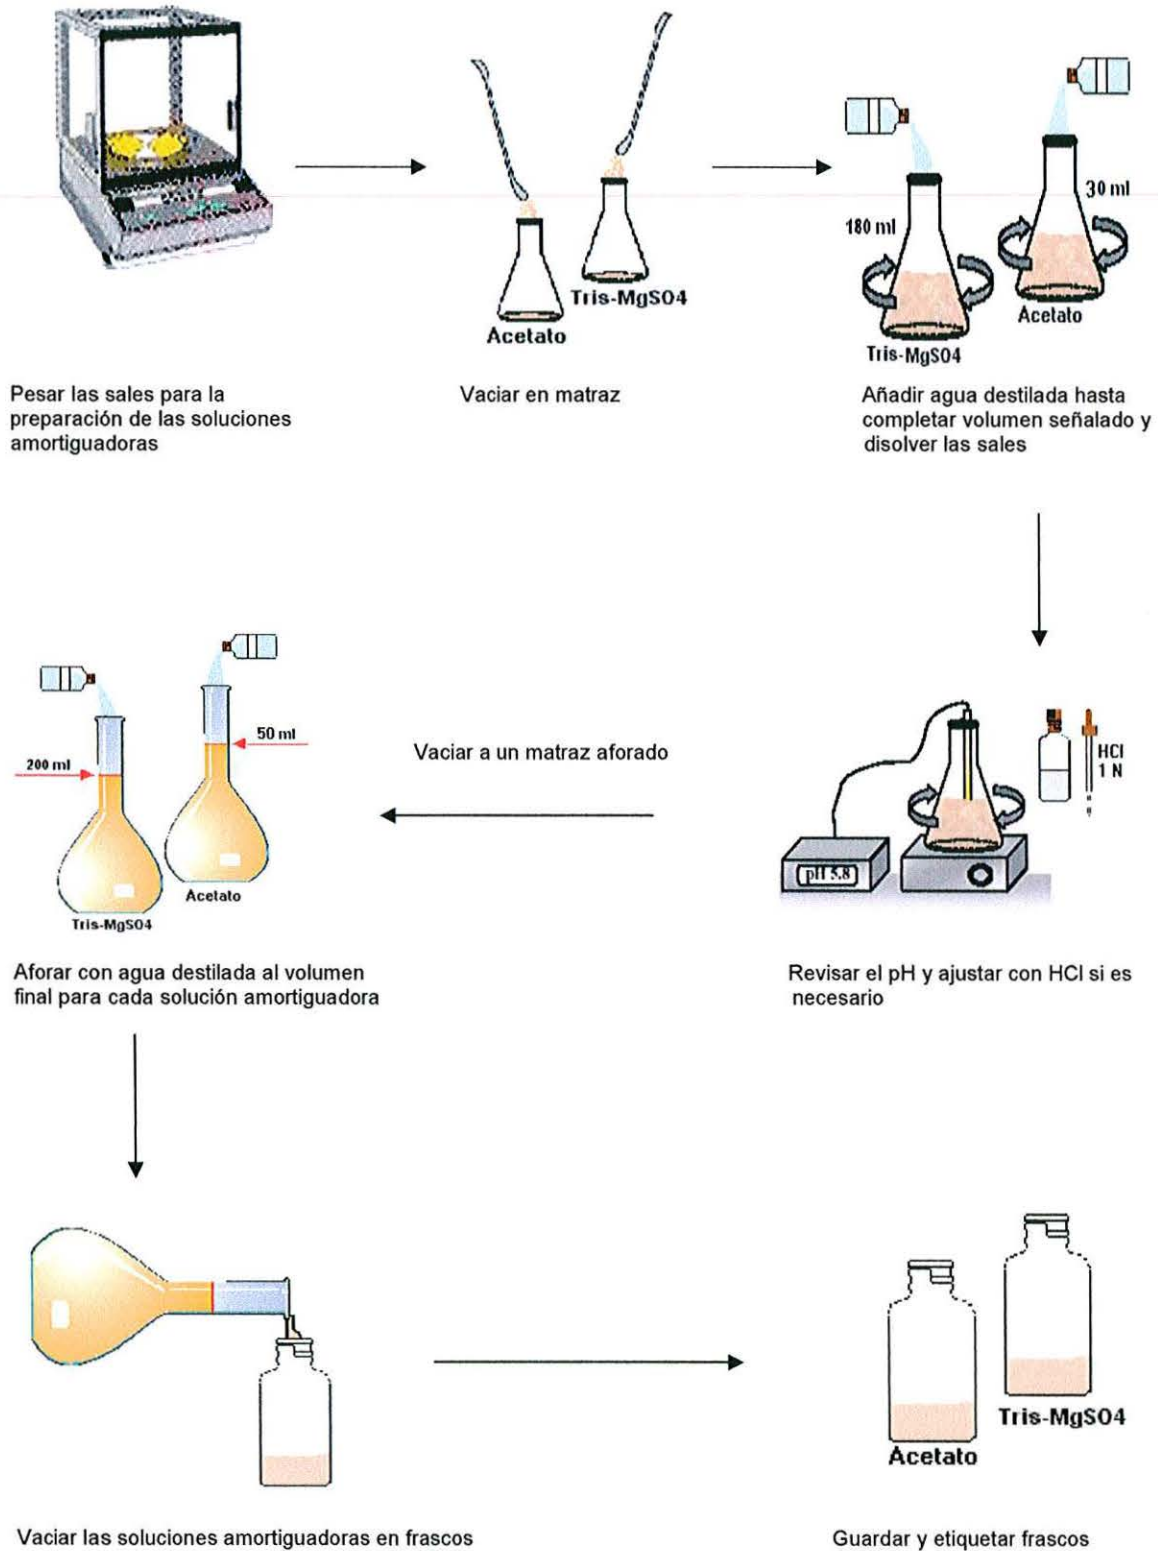 Acetato
Tris-MgSO4
180 ml
30 ml
Tris-MgSO4
Acetato
Pesar las sales para la
preparación de las soluciones
amortiguadoras
Vaciar en matraz
Añadir agua destilada hasta
completar volumen señalado y
disolver las sales
200 ml
50 ml
Tris-MgSO4
Acetato
Vaciar a un matraz aforado
HCl
1 N
pH 5.8
Aforar con agua destilada al volumen
final para cada solución amortiguadora
Revisar el pH y ajustar con HCl si es
necesario
Acetato
Tris-MgSO4
Vaciar las soluciones amortiguadoras en frascos
Guardar y etiquetar frascos